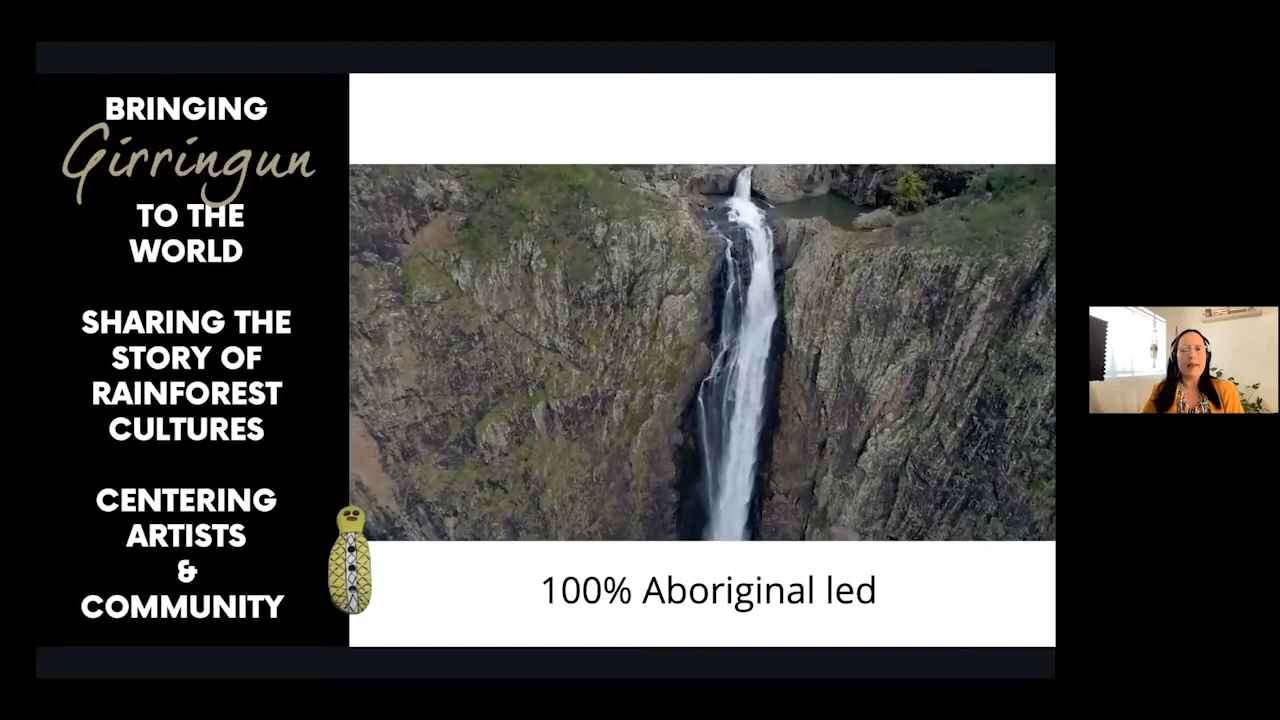 BRINGING
Girringun
TO THE
WORLD
SHARING THE
STORY OF
RAINFOREST
CULTURES
CENTERING
ARTISTS
&
COMMUNITY
100% Aboriginal led